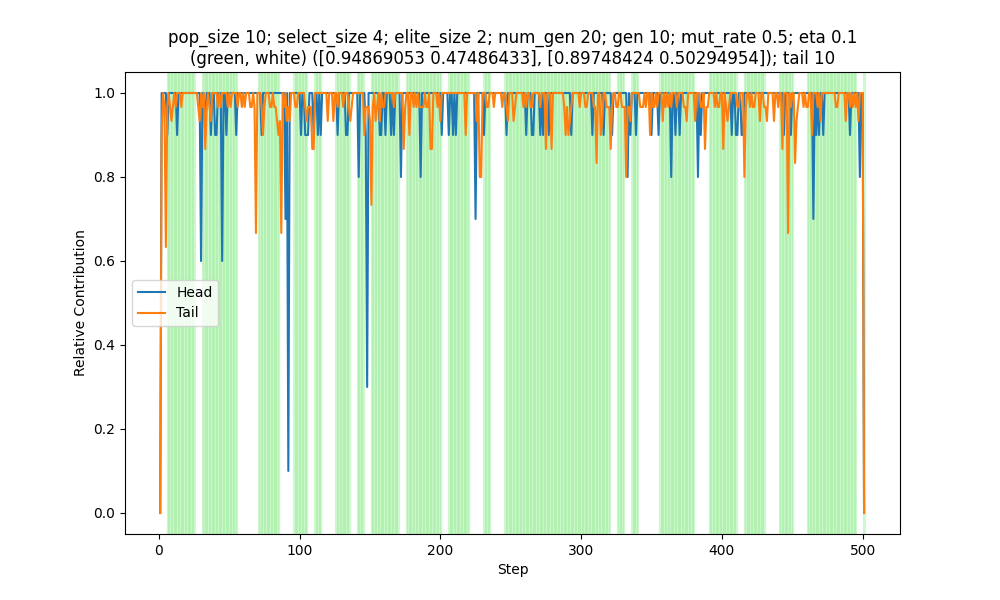 pop_size 10; select_size 4; elite_size 2; num_gen 20; gen 10; mut_rate 0.5; eta 0.1
(green, white) ([0.94869053 0.47486433], [0.89748424 0.50294954]); tail 10
1.0
0.8
0.6
0.4
0.2
0.0
Relative Contribution
Head
Tail
0
100
200
300
400
500
Step